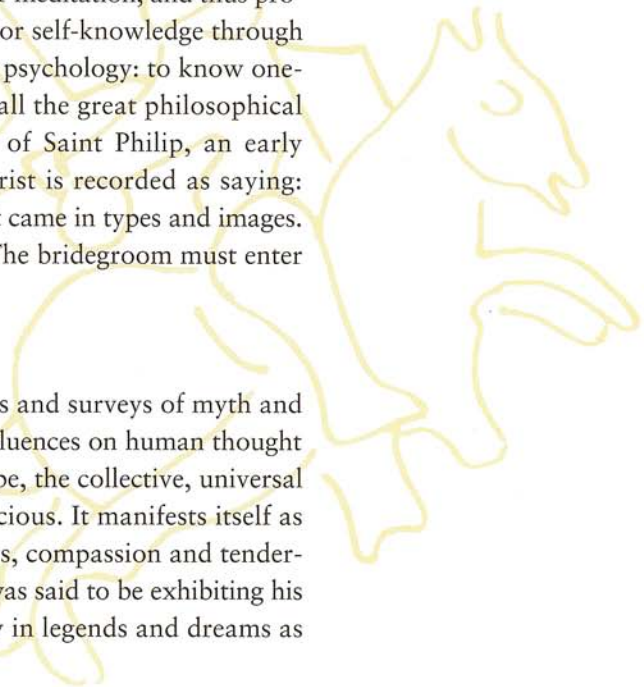 meditation, and thus pro-
or self-knowledge through
psychology: to know one-
all the great philosophical
of Saint Philip, an early
rist is recorded as saying:
came in types and images.
he bridegroom must enter
s and surveys of myth and
fluences on human thought
pe, the collective, universal
cious. It manifests itself as
s, compassion and tender-
was said to be exhibiting his
in legends and dreams as